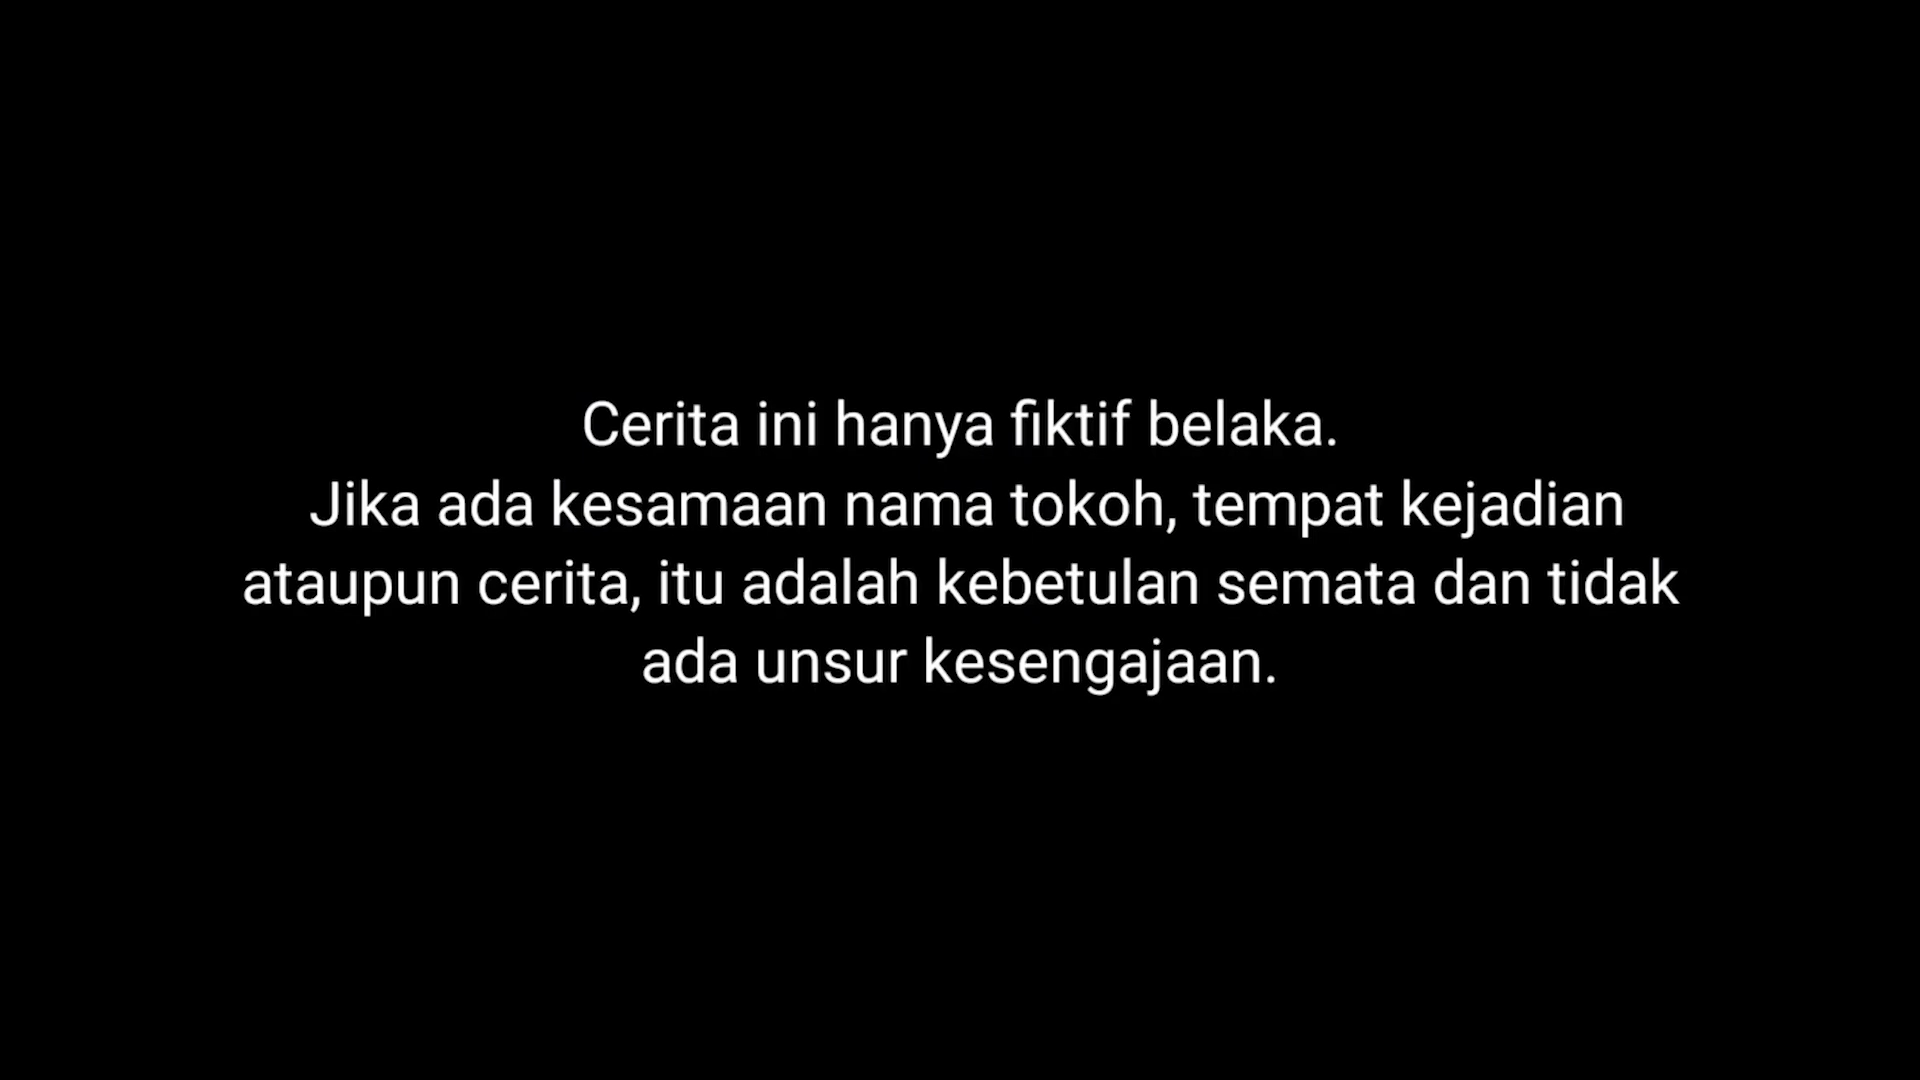 Cerita ini hanya fiktif belaka.
Jika ada kesamaan nama tokoh, tempat kejadian
ataupun cerita, itu adalah kebetulan semata dan tidak
ada unsur kesengajaan.